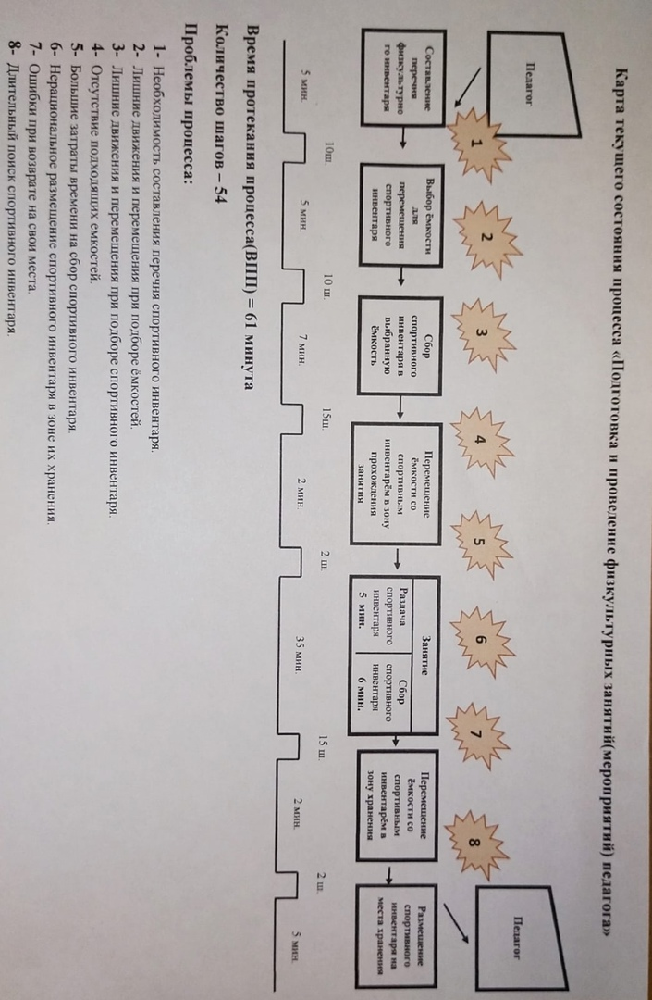 Карта текущего состояния процесса «Подготовка и проведение физкультурных занятий(мероприятий) педагога»
Педагог
1
2
3
4
5
6
7
8
Педагог
Составление
перечня
физкультурно
го инвентаря
Выбор ёмкости
для
перемещения
спортивного
инвентаря
Сбор
спортивного
инвентаря в
выбранную
ёмкость
Перемещение
ёмкости со
спортивным
инвентарём в зону
прохождения
занятия
Занятие
Раздача
спортивного
инвентаря
5 мин.
Сбор
спортивного
инвентаря
6 мин.
Перемещение
ёмкости со
спортивным
инвентарём в
зону хранения
Размещение
спортивного
инвентаря на
места хранения
10ш.
10 ш.
15ш.
2 ш.
15 ш.
2 ш.
5 мин.
5 мин.
7 мин.
2 мин.
35 мин.
2 мин.
5 мин.
Время протекания процесса(ВПП) = 61 минута
Количество шагов – 54
Проблемы процесса:
1- Необходимость составления перечня спортивного инвентаря.
2- Лишние движения и перемещения при подборе ёмкостей.
3- Лишние движения и перемещения при подборе спортивного инвентаря.
4- Отсутствие подходящих емкостей.
5- Большие затраты времени на сбор спортивного инвентаря.
6- Нерациональное размещение спортивного инвентаря в зоне их хранения.
7- Ошибки при возврате на свои места.
8- Длительный поиск спортивного инвентаря.